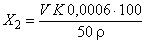 X₂ = (V K 0,0006 · 100) / (50 ρ)